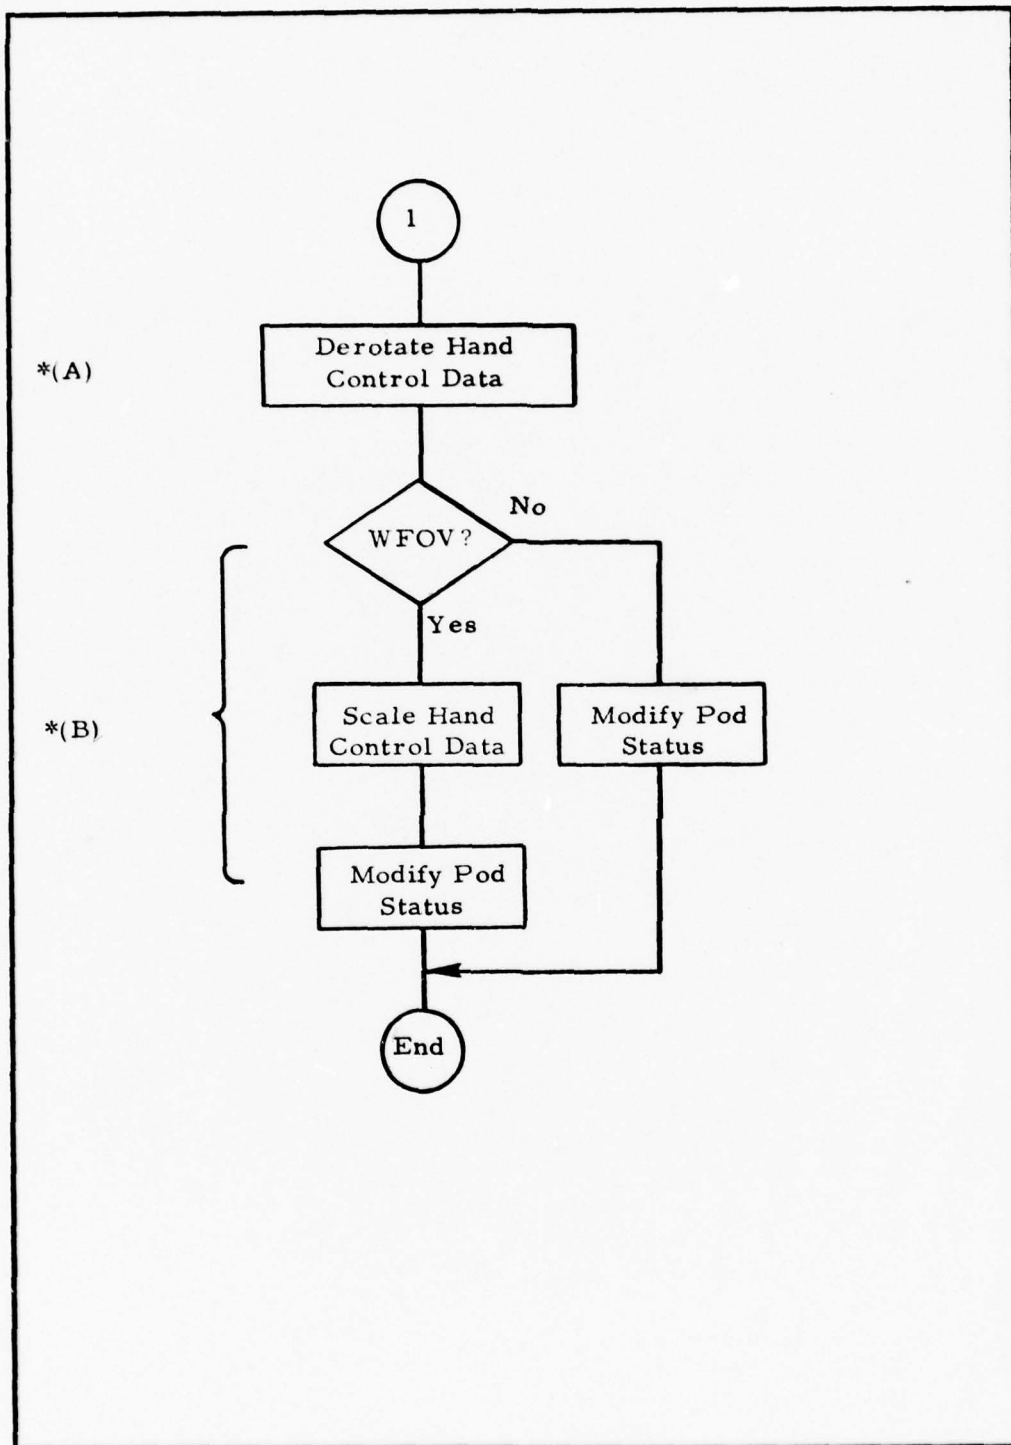 1
*(A)
Derotate Hand
Control Data
WFOV?
No
Yes
*(B)
Scale Hand
Control Data
Modify Pod
Status
Modify Pod
Status
End